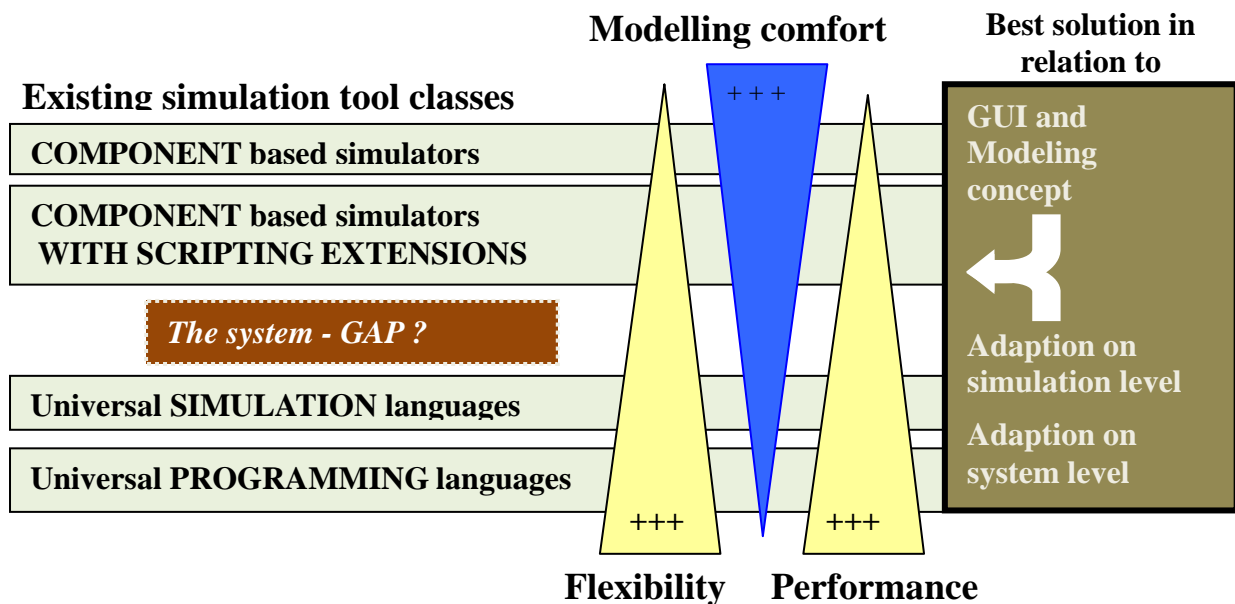 Modelling comfort
Best solution in
relation to
Existing simulation tool classes
+ + +
GUI and
Modeling
concept
COMPONENT based simulators
COMPONENT based simulators
WITH SCRIPTING EXTENSIONS
The system - GAP ?
Adaption on
simulation level
Universal SIMULATION languages
Adaption on
system level
Universal PROGRAMMING languages
+++
+++
Flexibility
Performance